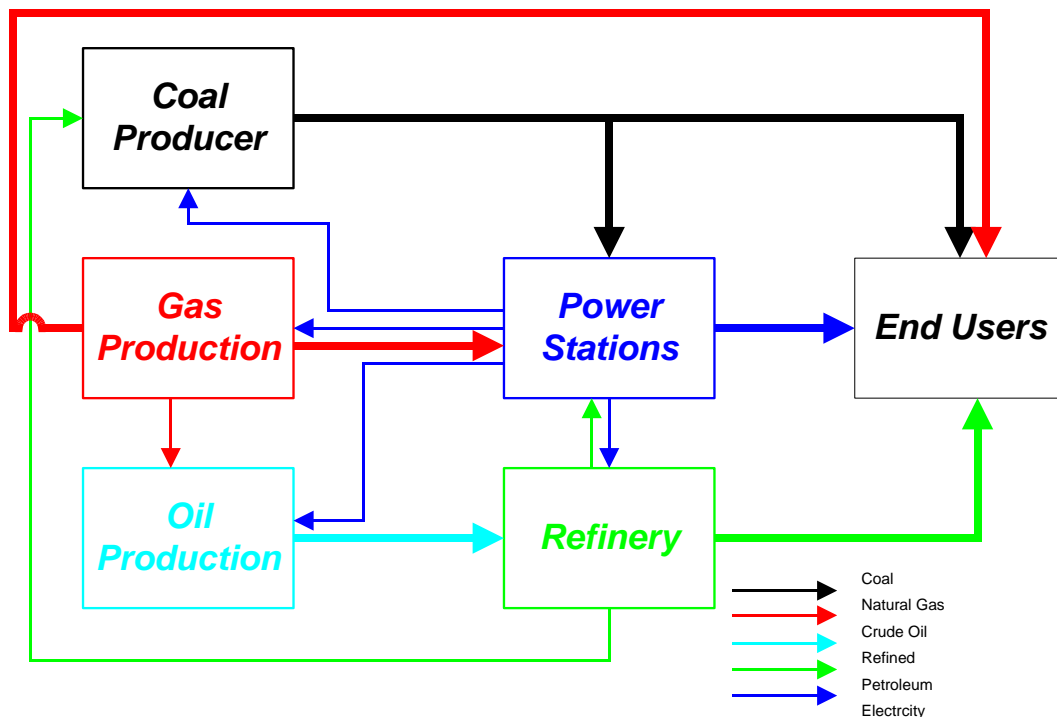 Coal
Producer
Gas
Production
Power
Stations
End Users
Oil
Production
Refinery
Coal
Natural Gas
Crude Oil
Refined
Petroleum
Electrcity